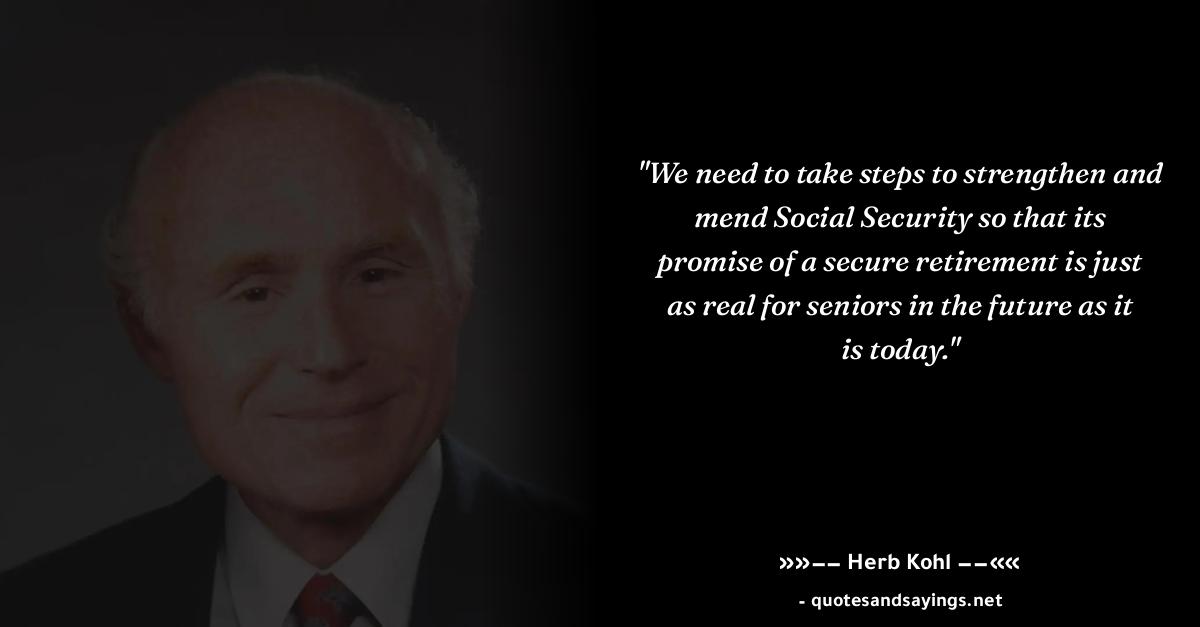 "We need to take steps to strengthen and
mend Social Security so that its
promise of a secure retirement is just
as real for seniors in the future as it
is today."
»»−− Herb Kohl −−««
- quotesandsayings.net